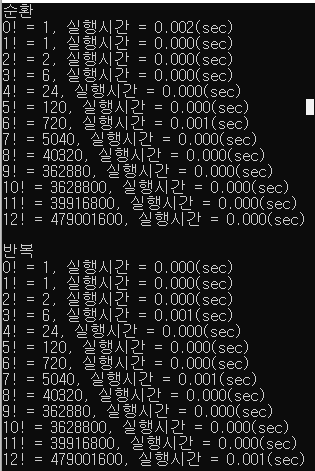 순환
0! = 1, 실행시간 = 0.002(sec)
1! = 1, 실행시간 = 0.000(sec)
2! = 2, 실행시간 = 0.000(sec)
3! = 6, 실행시간 = 0.000(sec)
4! = 24, 실행시간 = 0.000(sec)
5! = 120, 실행시간 = 0.000(sec)
6! = 720, 실행시간 = 0.001(sec)
7! = 5040, 실행시간 = 0.000(sec)
8! = 40320, 실행시간 = 0.000(sec)
9! = 362880, 실행시간 = 0.000(sec)
10! = 3628800, 실행시간 = 0.000(sec)
11! = 39916800, 실행시간 = 0.000(sec)
12! = 479001600, 실행시간 = 0.000(sec)
반복
0! = 1, 실행시간 = 0.000(sec)
1! = 1, 실행시간 = 0.000(sec)
2! = 2, 실행시간 = 0.000(sec)
3! = 6, 실행시간 = 0.001(sec)
4! = 24, 실행시간 = 0.000(sec)
5! = 120, 실행시간 = 0.000(sec)
6! = 720, 실행시간 = 0.000(sec)
7! = 5040, 실행시간 = 0.001(sec)
8! = 40320, 실행시간 = 0.000(sec)
9! = 362880, 실행시간 = 0.000(sec)
10! = 3628800, 실행시간 = 0.000(sec)
11! = 39916800, 실행시간 = 0.000(sec)
12! = 479001600, 실행시간 = 0.001(sec)